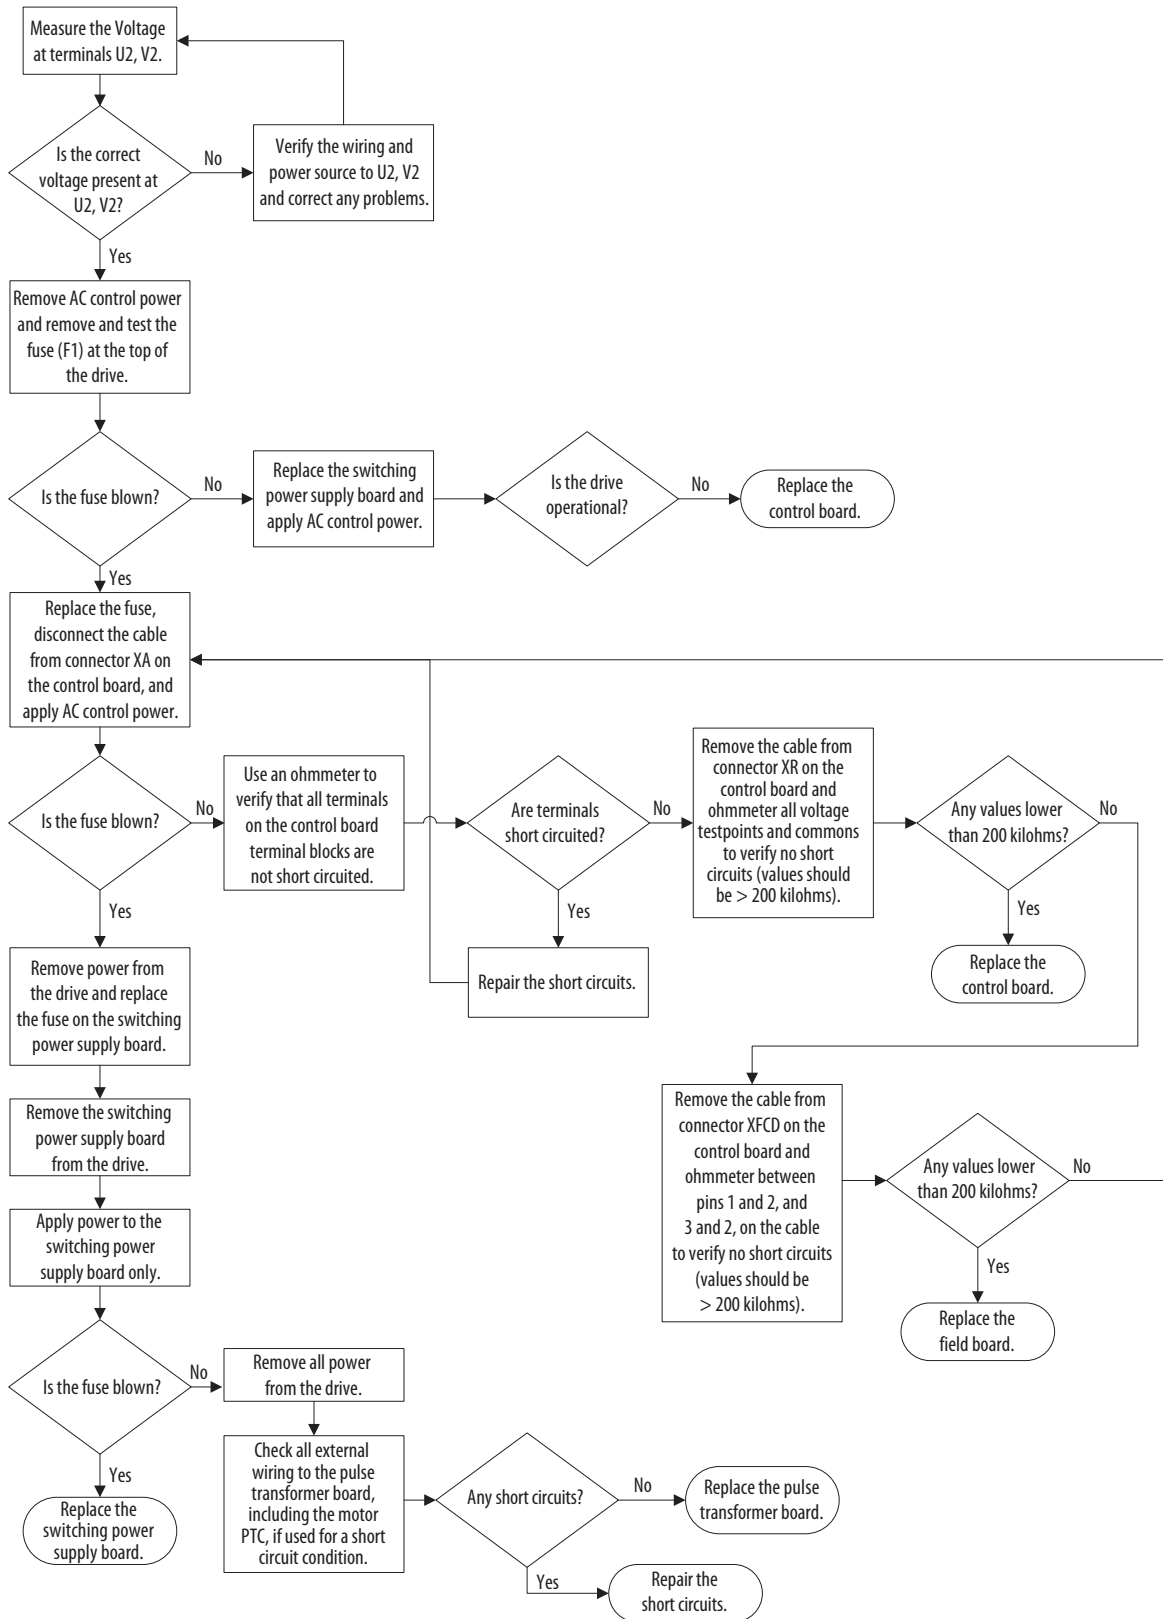 Measure the Voltage
at terminals U2, V2.
Is the correct
voltage present at
U2, V2?
No
Verify the wiring and
power source to U2, V2
and correct any problems.
Yes
Remove AC control power
and remove and test the
fuse (F1) at the top of
the drive.
Is the fuse blown?
No
Replace the switching
power supply board and
apply AC control power.
Is the drive
operational?
No
Replace the
control board.
Yes
Replace the fuse,
disconnect the cable
from connector XA on
the control board, and
apply AC control power.
Is the fuse blown?
No
Use an ohmmeter to
verify that all terminals
on the control board
terminal blocks are
not short circuited.
Are terminals
short circuited?
No
Remove the cable from
connector XR on the
control board and
ohmmeter all voltage
testpoints and commons
to verify no short
circuits (values should
be > 200 kilohms).
Any values lower
than 200 kilohms?
No
Yes
Replace the
control board.
Yes
Repair the short circuits.
Yes
Remove power from
the drive and replace
the fuse on the switching
power supply board.
Remove the switching
power supply board
from the drive.
Apply power to the
switching power
supply board only.
Remove the cable from
connector XFCD on the
control board and
ohmmeter between
pins 1 and 2, and
3 and 2, on the cable
to verify no short circuits
(values should be
> 200 kilohms).
Any values lower
than 200 kilohms?
No
Yes
Replace the
field board.
Is the fuse blown?
No
Remove all power
from the drive.
Yes
Replace the
switching power
supply board.
Check all external
wiring to the pulse
transformer board,
including the motor
PTC, if used for a short
circuit condition.
Any short circuits?
No
Replace the pulse
transformer board.
Yes
Repair the
short circuits.